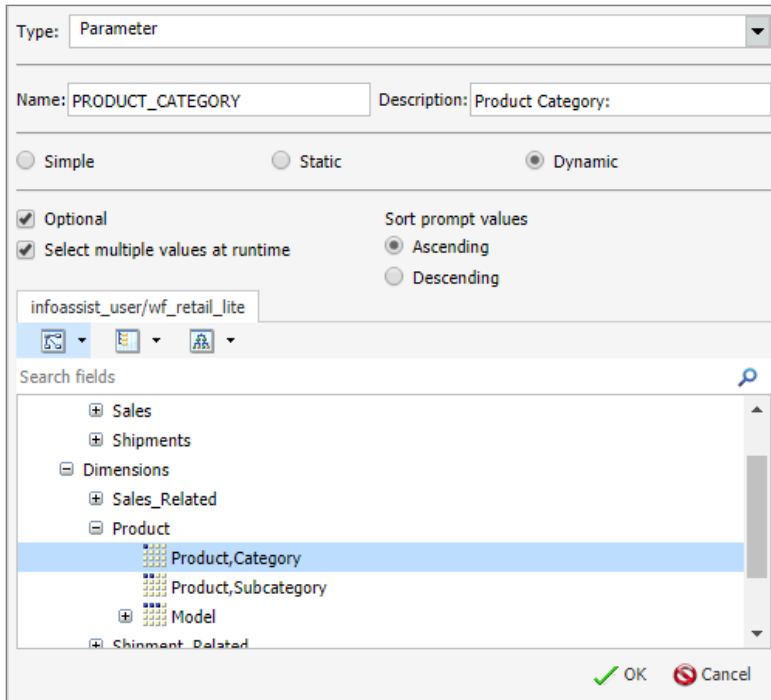 Type: Parameter
Name: PRODUCT_CATEGORY Description: Product Category:
Simple Static Dynamic
Optional Sort prompt values
Select multiple values at runtime Ascending
Descending
infoassist_user/wf_retail_lite
Search fields
Sales
Shipments
Dimensions
Sales_Related
Product
Product,Category
Product,Subcategory
Model
Shipment_Related
OK Cancel